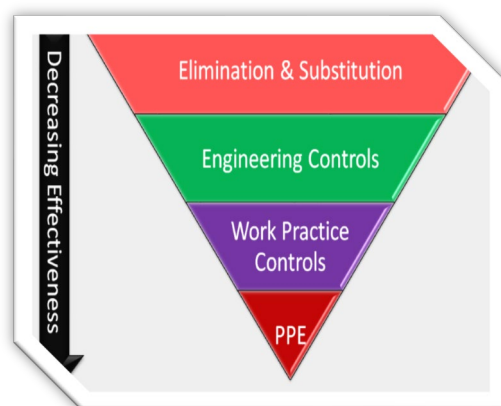 Decreasing Effectiveness
Elimination & Substitution
Engineering Controls
Work Practice
Controls
PPE